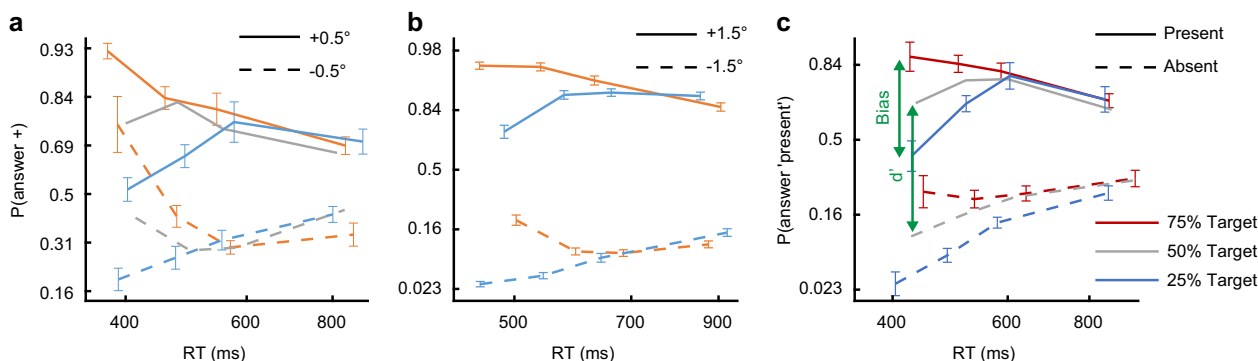 a
0.93
0.84
0.69
0.5
0.31
0.16
P(answer +)
+0.5°
-0.5°
400
600
800
RT (ms)
b
0.98
0.84
0.5
0.16
0.023
+1.5°
-1.5°
500
700
900
RT (ms)
c
0.84
0.5
0.16
0.023
P(answer 'present')
Bias
d'
Present
Absent
75% Target
50% Target
25% Target
400
600
800
RT (ms)